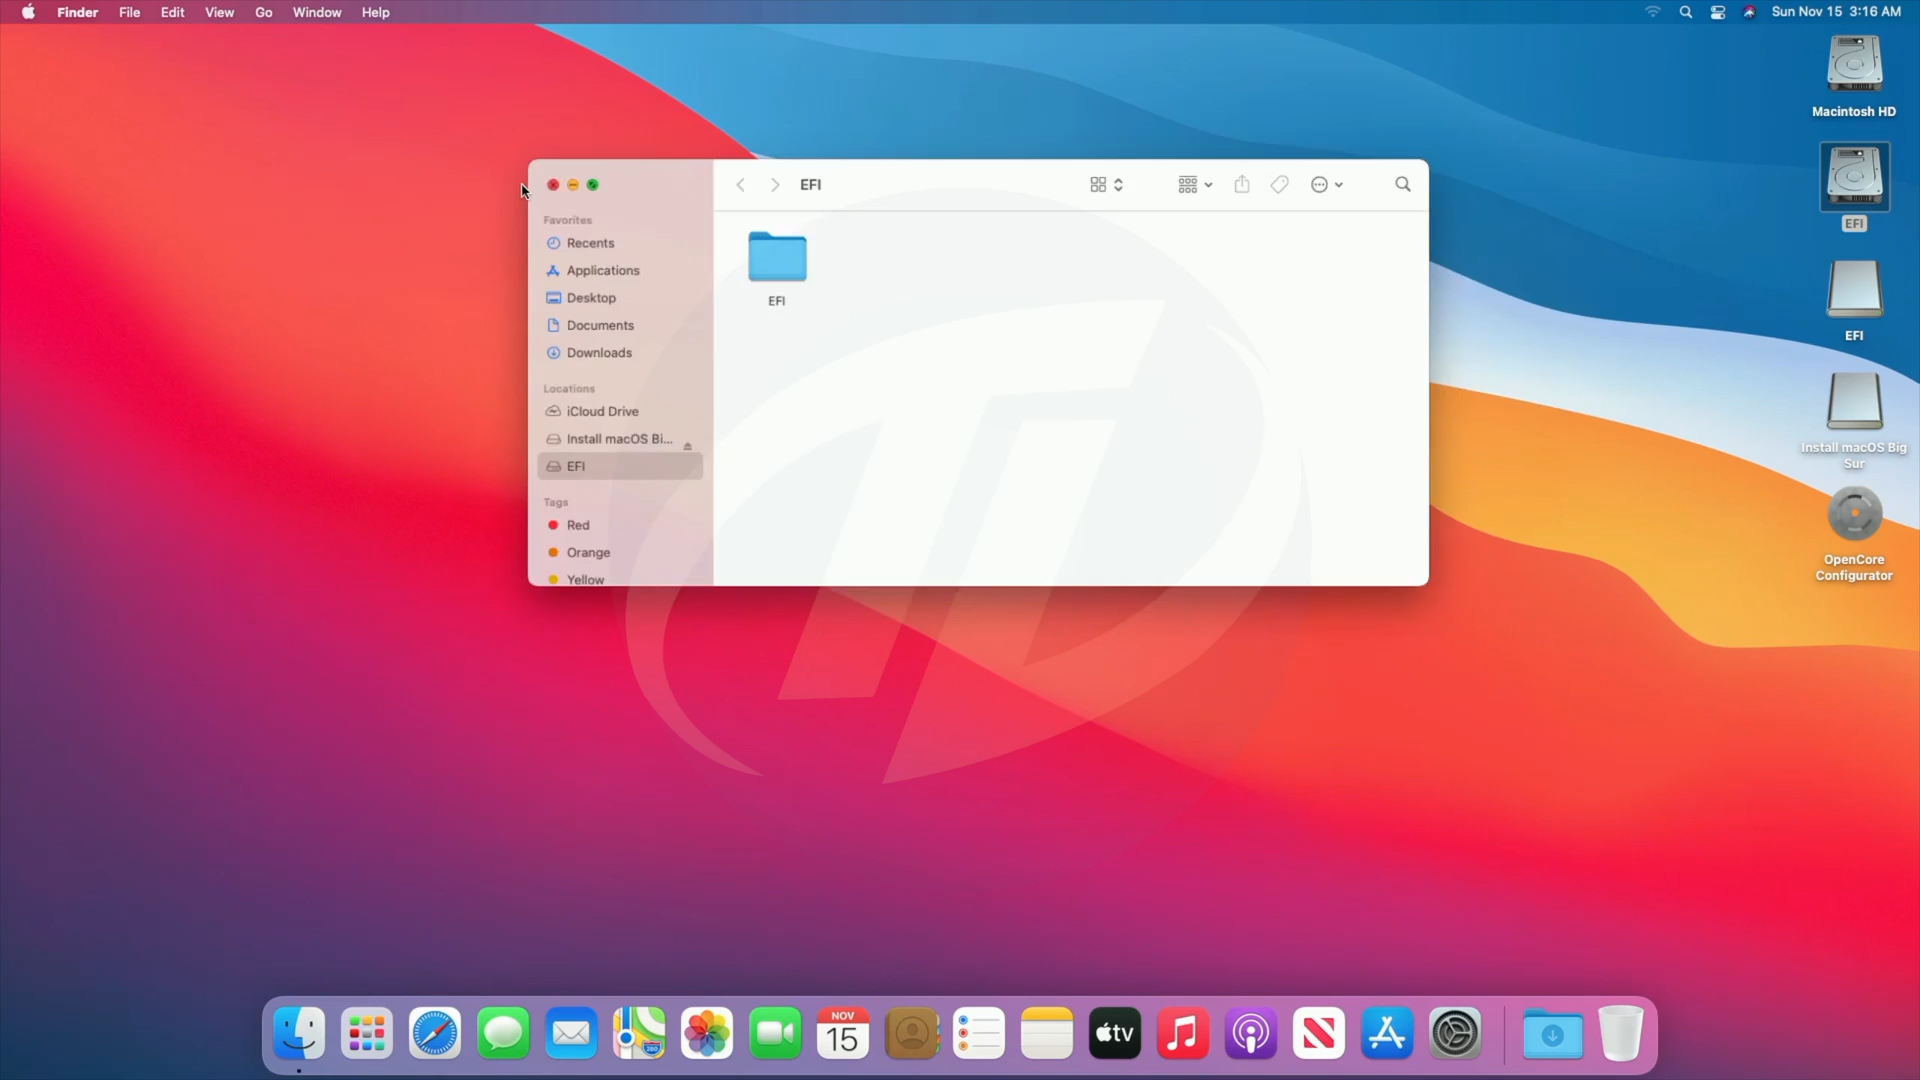 Finder File Edit View Go Window Help
Sun Nov 15 3:16 AM
Macintosh HD
EFI
EFI
Install macOS Big
Sur
OpenCore
Configurator
EFI
Favorites
Recents
Applications
Desktop
Documents
Downloads
Locations
iCloud Drive
Install macOS Bi...
EFI
Tags
Red
Orange
Yellow
EFI
NOV
15
tv
280